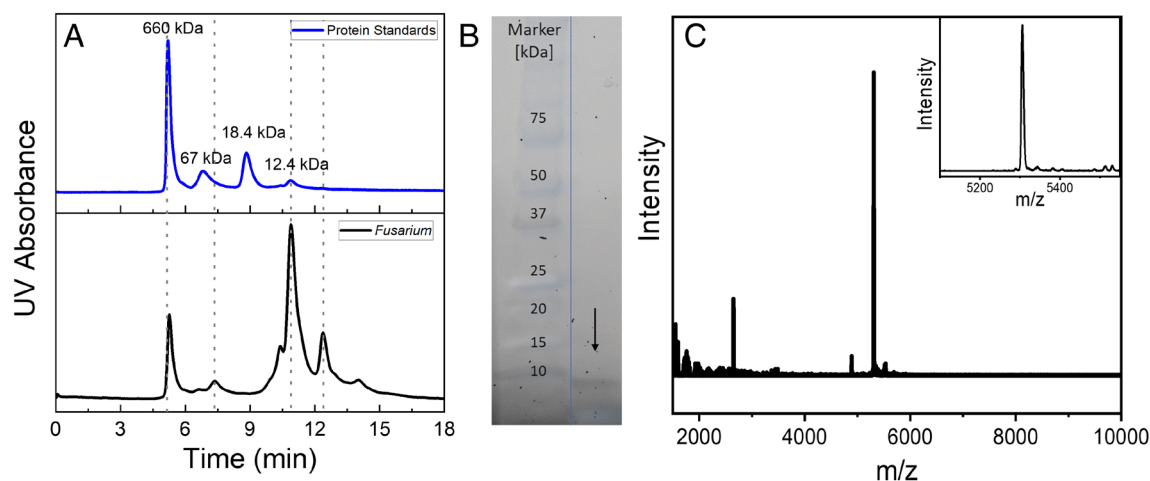 A
660 kDa
Protein Standards
67 kDa
18.4 kDa
12.4 kDa
Fusarium
UV Absorbance
0 3 6 9 12 15 18
Time (min)
B
Marker
[kDa]
75
50
37
25
20
15
10
C
Intensity
2000 4000 6000 8000 10000
m/z
Intensity
5200 5400
m/z